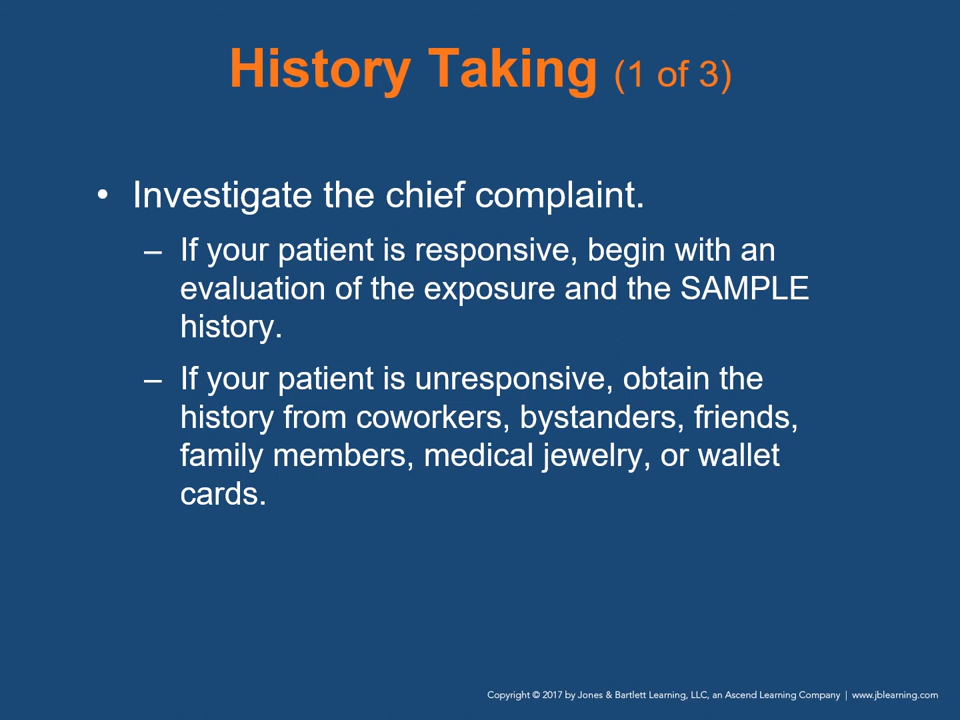 History Taking (1 of 3)
• Investigate the chief complaint.
– If your patient is responsive, begin with an
evaluation of the exposure and the SAMPLE
history.
– If your patient is unresponsive, obtain the
history from coworkers, bystanders, friends,
family members, medical jewelry, or wallet
cards.
Copyright © 2017 by Jones & Bartlett Learning, LLC, an Ascend Learning Company | www.jblearning.com